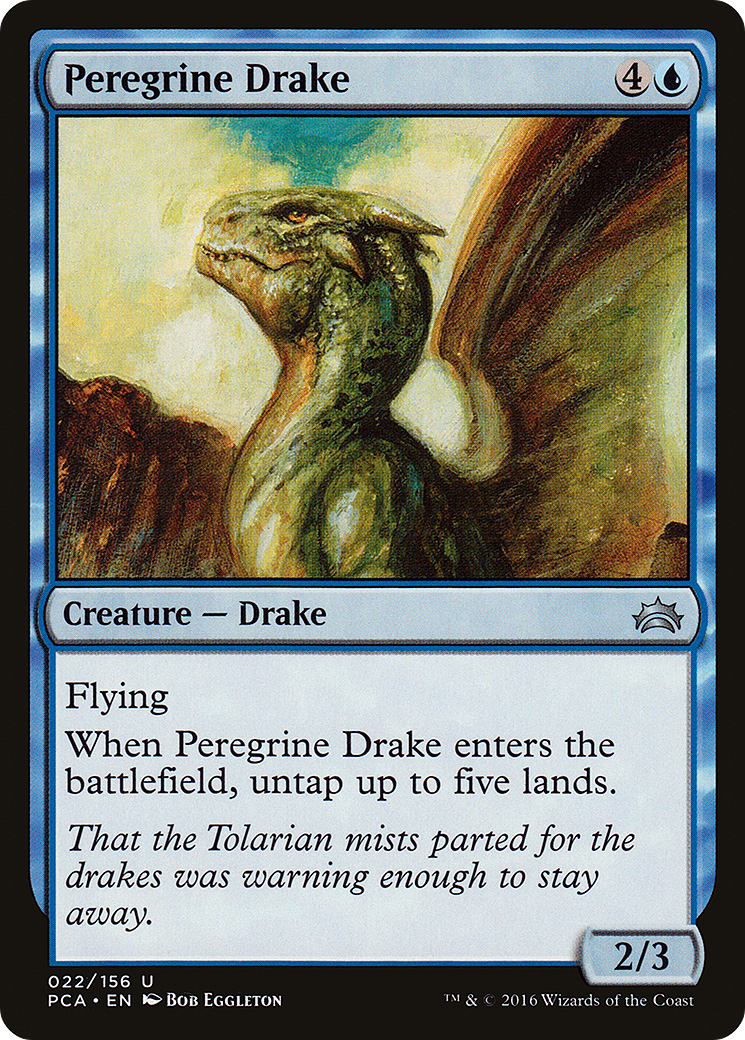 Peregrine Drake 4
Creature — Drake
Flying
When Peregrine Drake enters the
battlefield, untap up to five lands.
That the Tolarian mists parted for the
drakes was warning enough to stay
away.
2/3
022/156 U
PCA • EN Bob Eggleton
™ & © 2016 Wizards of the Coast